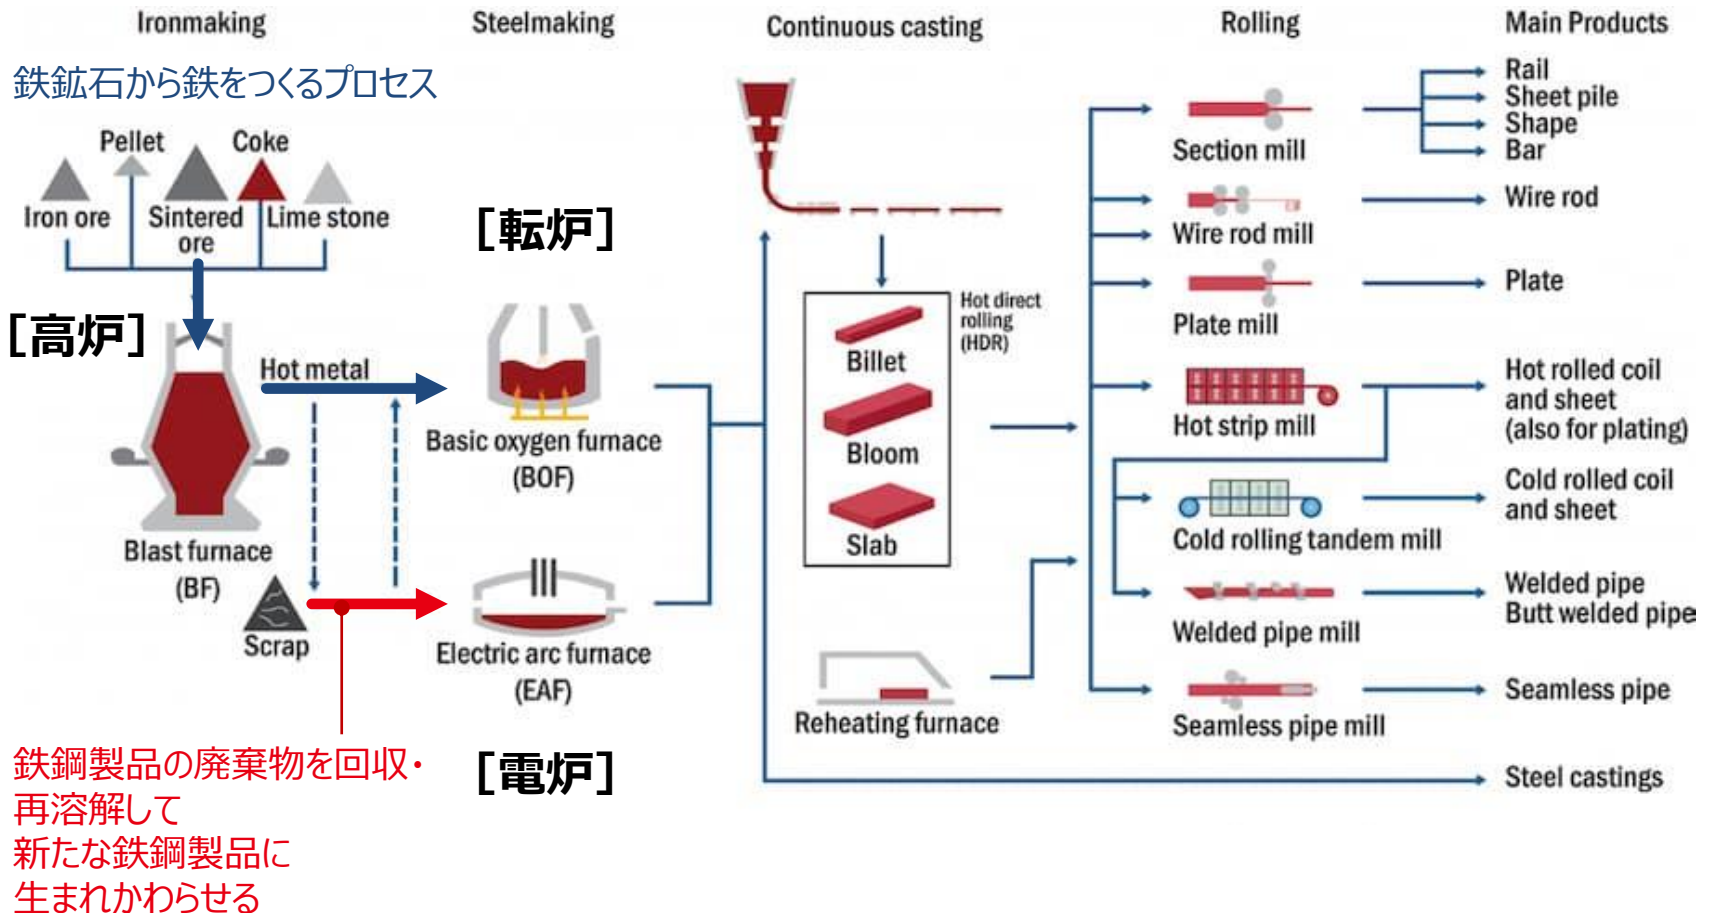 Ironmaking
Steelmaking
Continuous casting
Rolling
Main Products
鉄鉱石から鉄をつくるプロセス
Pellet
Coke
Iron ore
Sintered
ore
Lime stone
[転炉]
[高炉]
Hot metal
Blast furnace
(BF)
Scrap
Basic oxygen furnace
(BOF)
Electric arc furnace
(EAF)
[電炉]
鉄鋼製品の廃棄物を回収・
再溶解して
新たな鉄鋼製品に
生まれかわらせる
Hot direct
rolling
(HDR)
Billet
Bloom
Slab
Reheating furnace
Section mill
Wire rod mill
Plate mill
Hot strip mill
Cold rolling tandem mill
Welded pipe mill
Seamless pipe mill
Rail
Sheet pile
Shape
Bar
Wire rod
Plate
Hot rolled coil
and sheet
(also for plating)
Cold rolled coil
and sheet
Welded pipe
Butt welded pipe
Seamless pipe
Steel castings